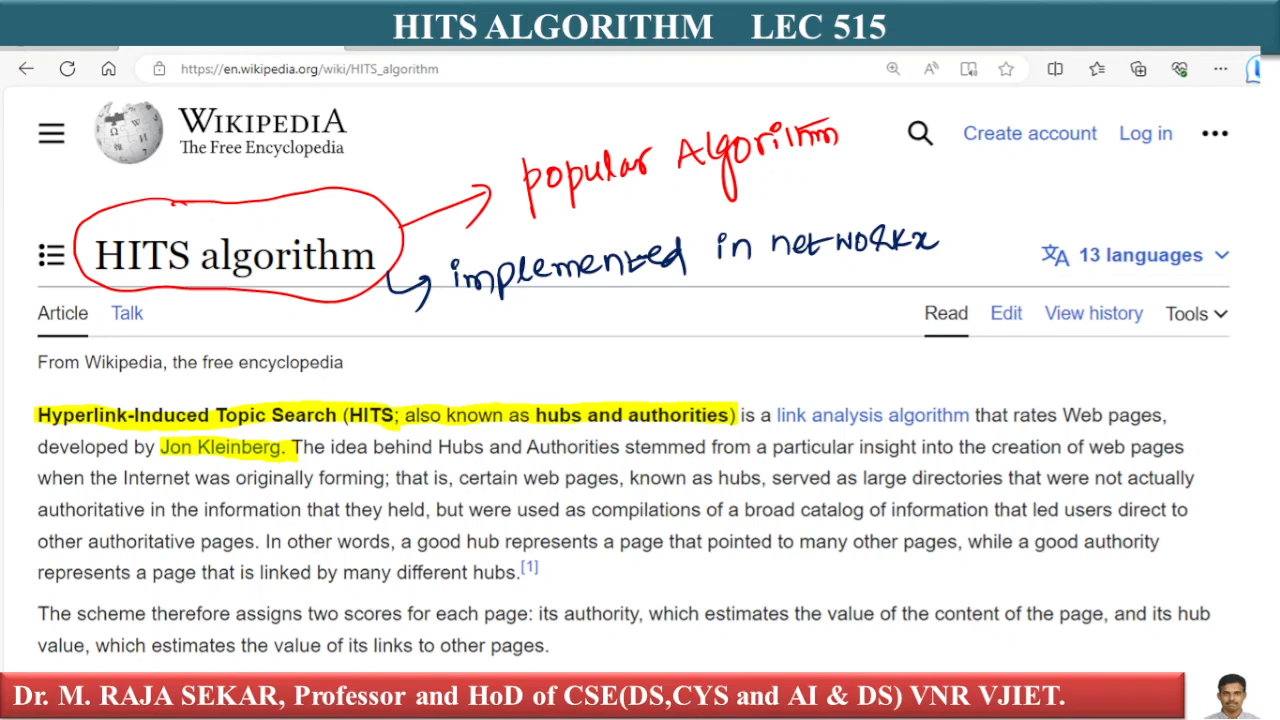 HITS ALGORITHM LEC 515
https://en.wikipedia.org/wiki/HITS_algorithm
WIKIPEDIA
The Free Encyclopedia
Create account Log in
popular Algorithm
HITS algorithm
implemented in networkx
13 languages
Article Talk Read Edit View history Tools
From Wikipedia, the free encyclopedia
Hyperlink-Induced Topic Search (HITS; also known as hubs and authorities) is a link analysis algorithm that rates Web pages,
developed by Jon Kleinberg. The idea behind Hubs and Authorities stemmed from a particular insight into the creation of web pages
when the Internet was originally forming; that is, certain web pages, known as hubs, served as large directories that were not actually
authoritative in the information that they held, but were used as compilations of a broad catalog of information that led users direct to
other authoritative pages. In other words, a good hub represents a page that pointed to many other pages, while a good authority
represents a page that is linked by many different hubs.[1]
The scheme therefore assigns two scores for each page: its authority, which estimates the value of the content of the page, and its hub
value, which estimates the value of its links to other pages.
Dr. M. RAJA SEKAR, Professor and HoD of CSE(DS,CYS and AI & DS) VNR VJIET.